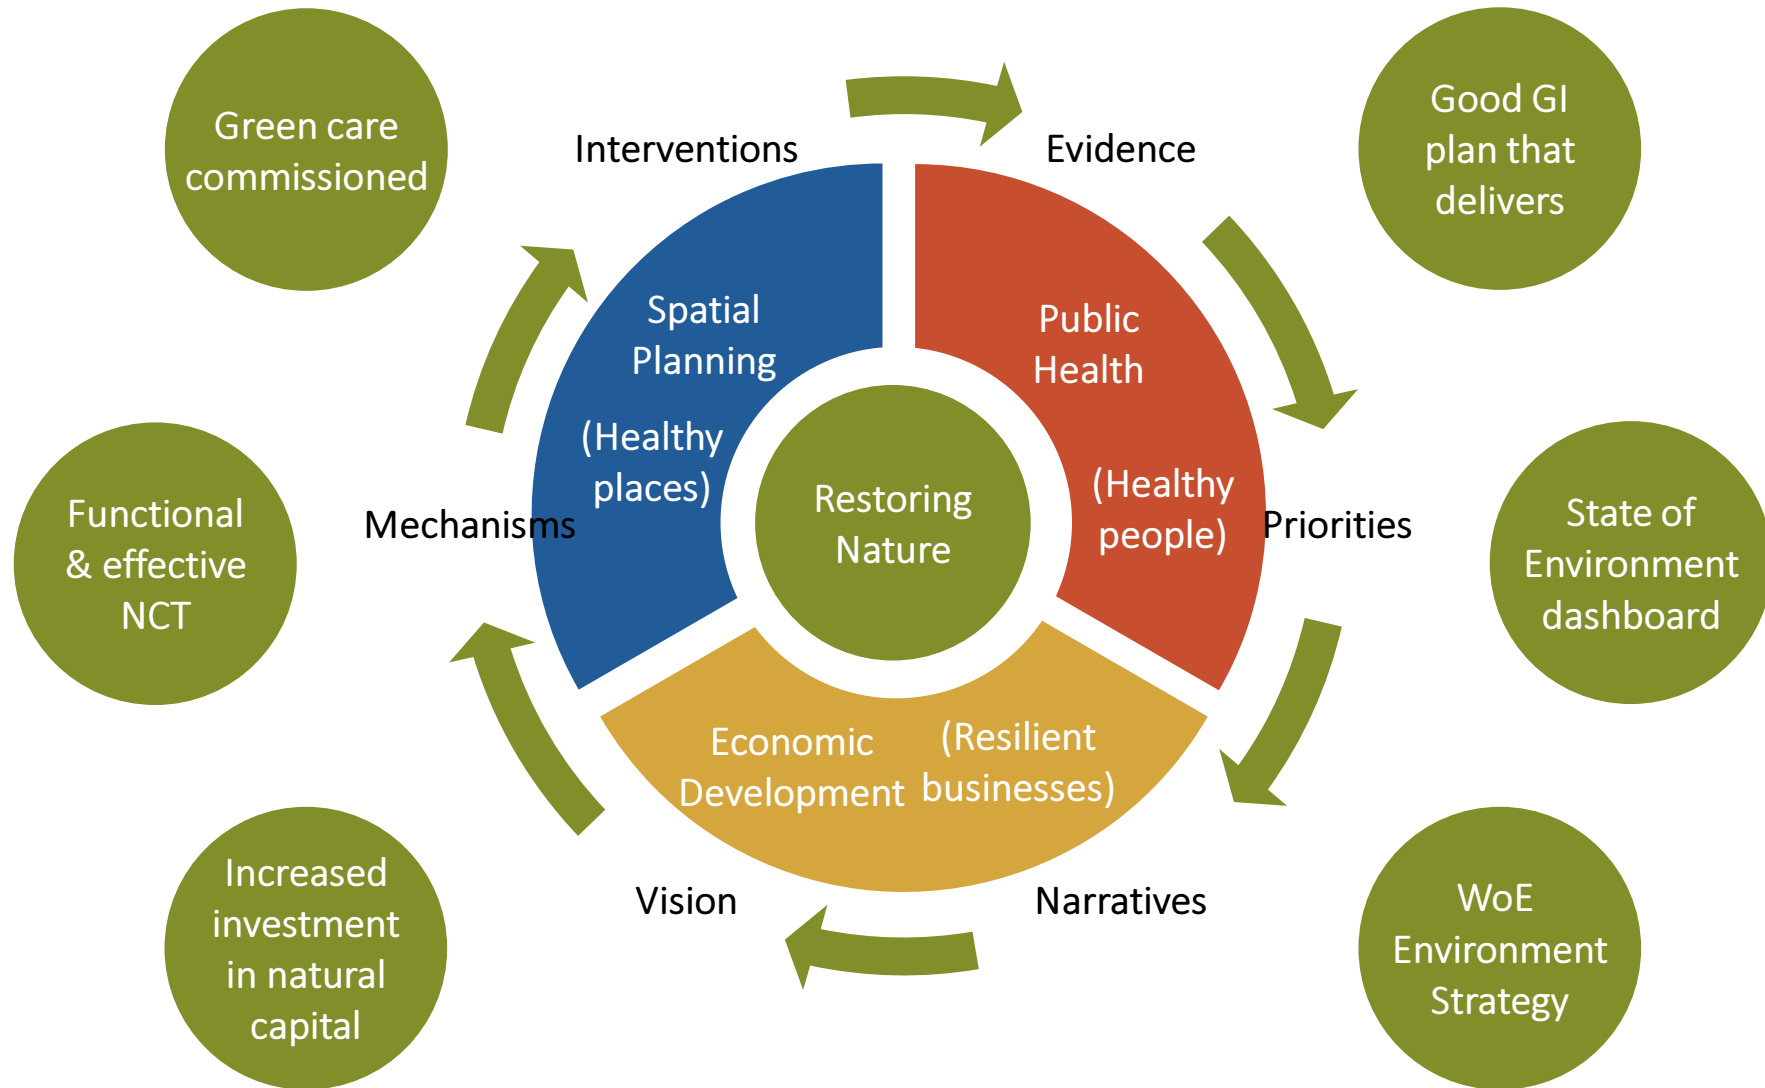 Green care
commissioned
Interventions
Evidence
Good GI
plan that
delivers
Spatial
Planning
(Healthy
places)
Public
Health
(Healthy
people)
Restoring
Nature
Functional
& effective
NCT
Mechanisms
Priorities
State of
Environment
dashboard
Economic
Development
(Resilient
businesses)
Increased
investment
in natural
capital
Vision
Narratives
WoE
Environment
Strategy